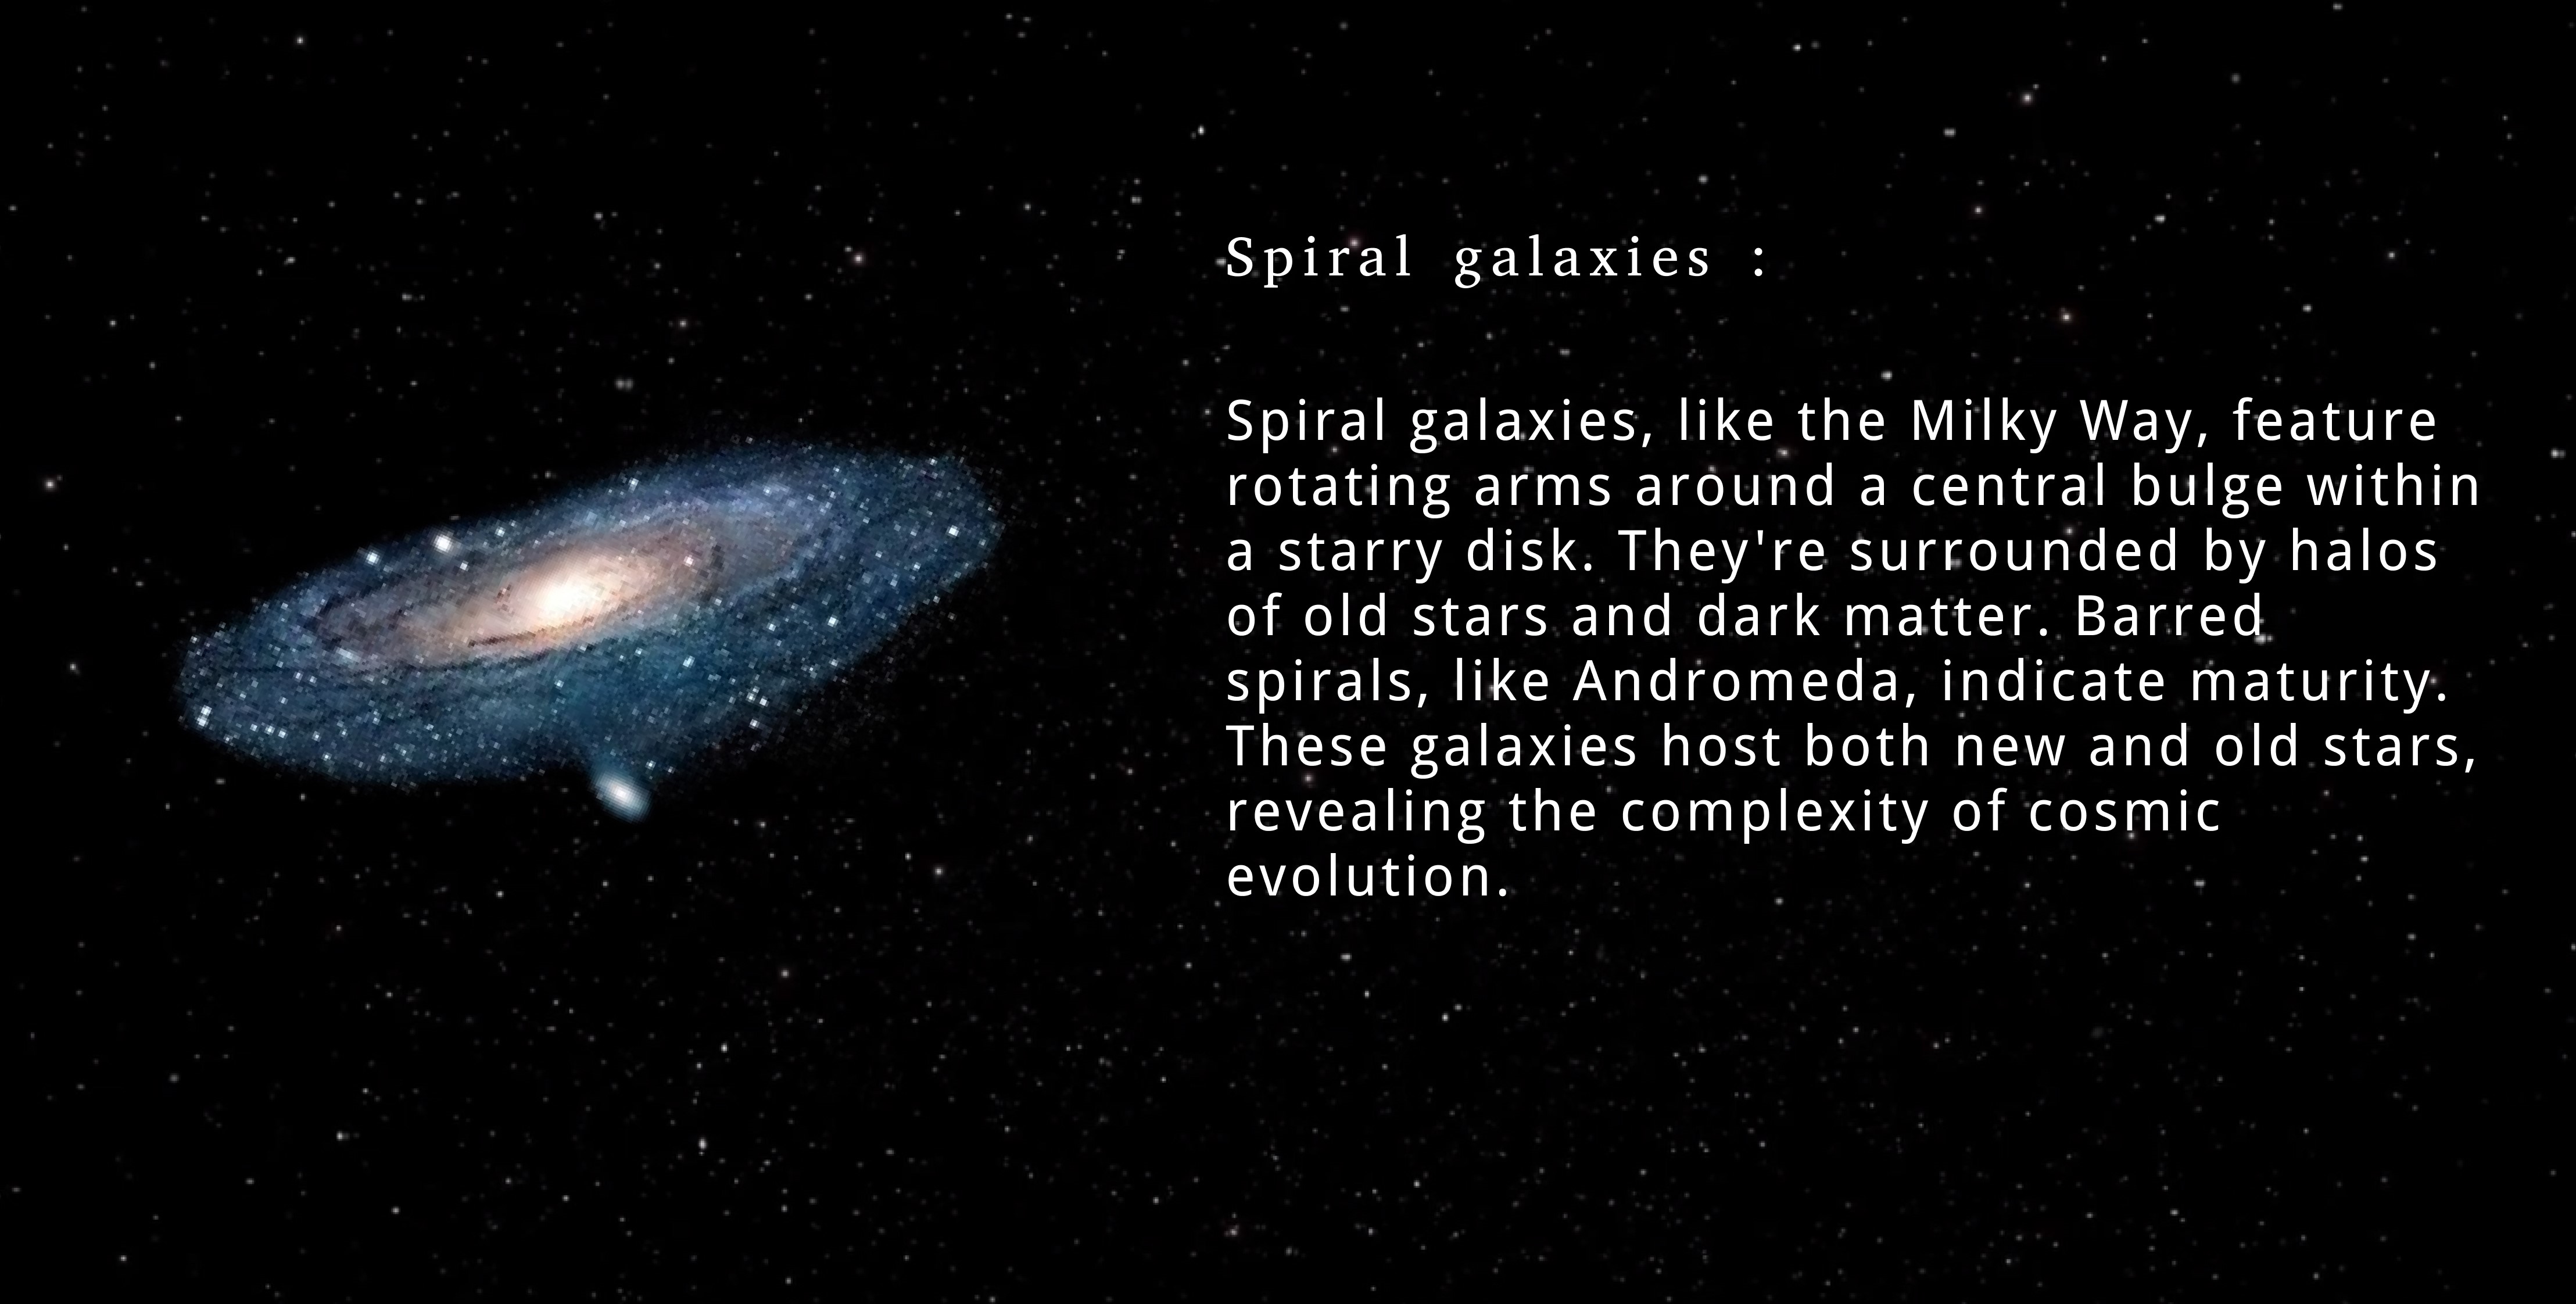 Spiral galaxies :
Spiral galaxies, like the Milky Way, feature
rotating arms around a central bulge within
a starry disk. They're surrounded by halos
of old stars and dark matter. Barred
spirals, like Andromeda, indicate maturity.
These galaxies host both new and old stars,
revealing the complexity of cosmic
evolution.